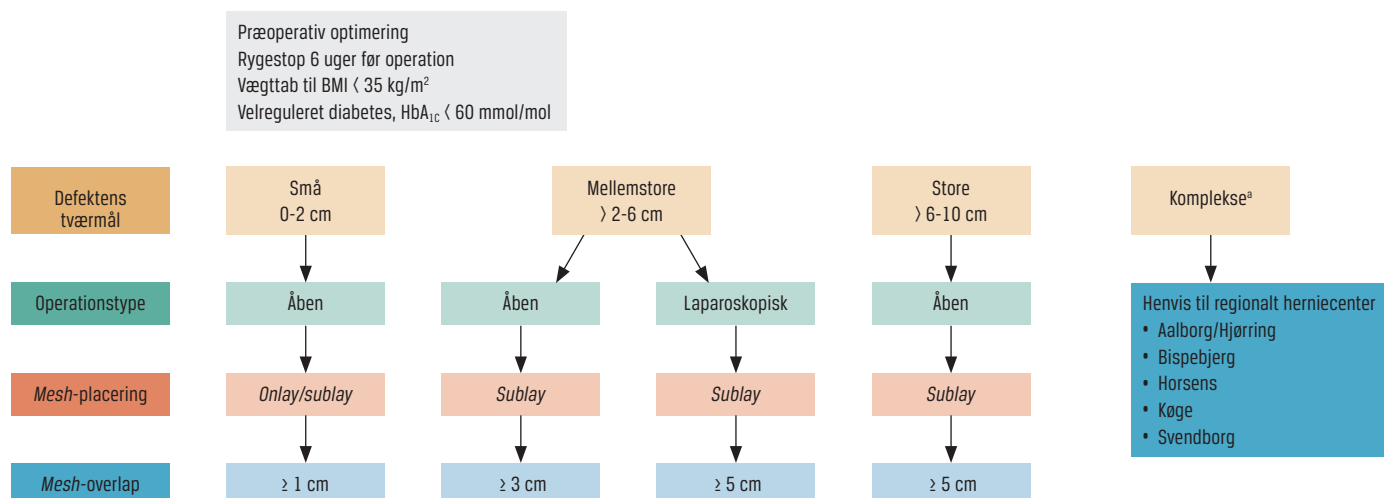 Præoperativ optimering
Rygestop 6 uger før operation
Vægttab til BMI < 35 kg/m²
Velreguleret diabetes, HbA₁c < 60 mmol/mol
Defektens
tværmål
Små
0-2 cm
Mellemstore
> 2-6 cm
Store
> 6-10 cm
Komplekseᵃ
Operationstype
Åben
Åben
Laparoskopisk
Åben
Henvis til regionalt herniecenter
• Aalborg/Hjørring
• Bispebjerg
• Horsens
• Køge
• Svendborg
Mesh-placering
Onlay/sublay
Sublay
Sublay
Sublay
Mesh-overlap
≥ 1 cm
≥ 3 cm
≥ 5 cm
≥ 5 cm